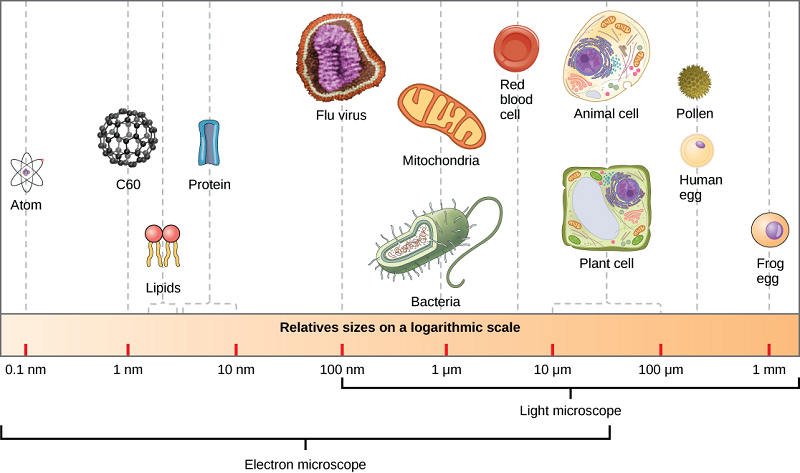 Flu virus
Red
blood
cell
Animal cell
Pollen
Mitochondria
Atom
C60
Protein
Human
egg
Lipids
Bacteria
Plant cell
Frog
egg
Relatives sizes on a logarithmic scale
0.1 nm 1 nm 10 nm 100 nm 1 μm 10 μm 100 μm 1 mm
Light microscope
Electron microscope